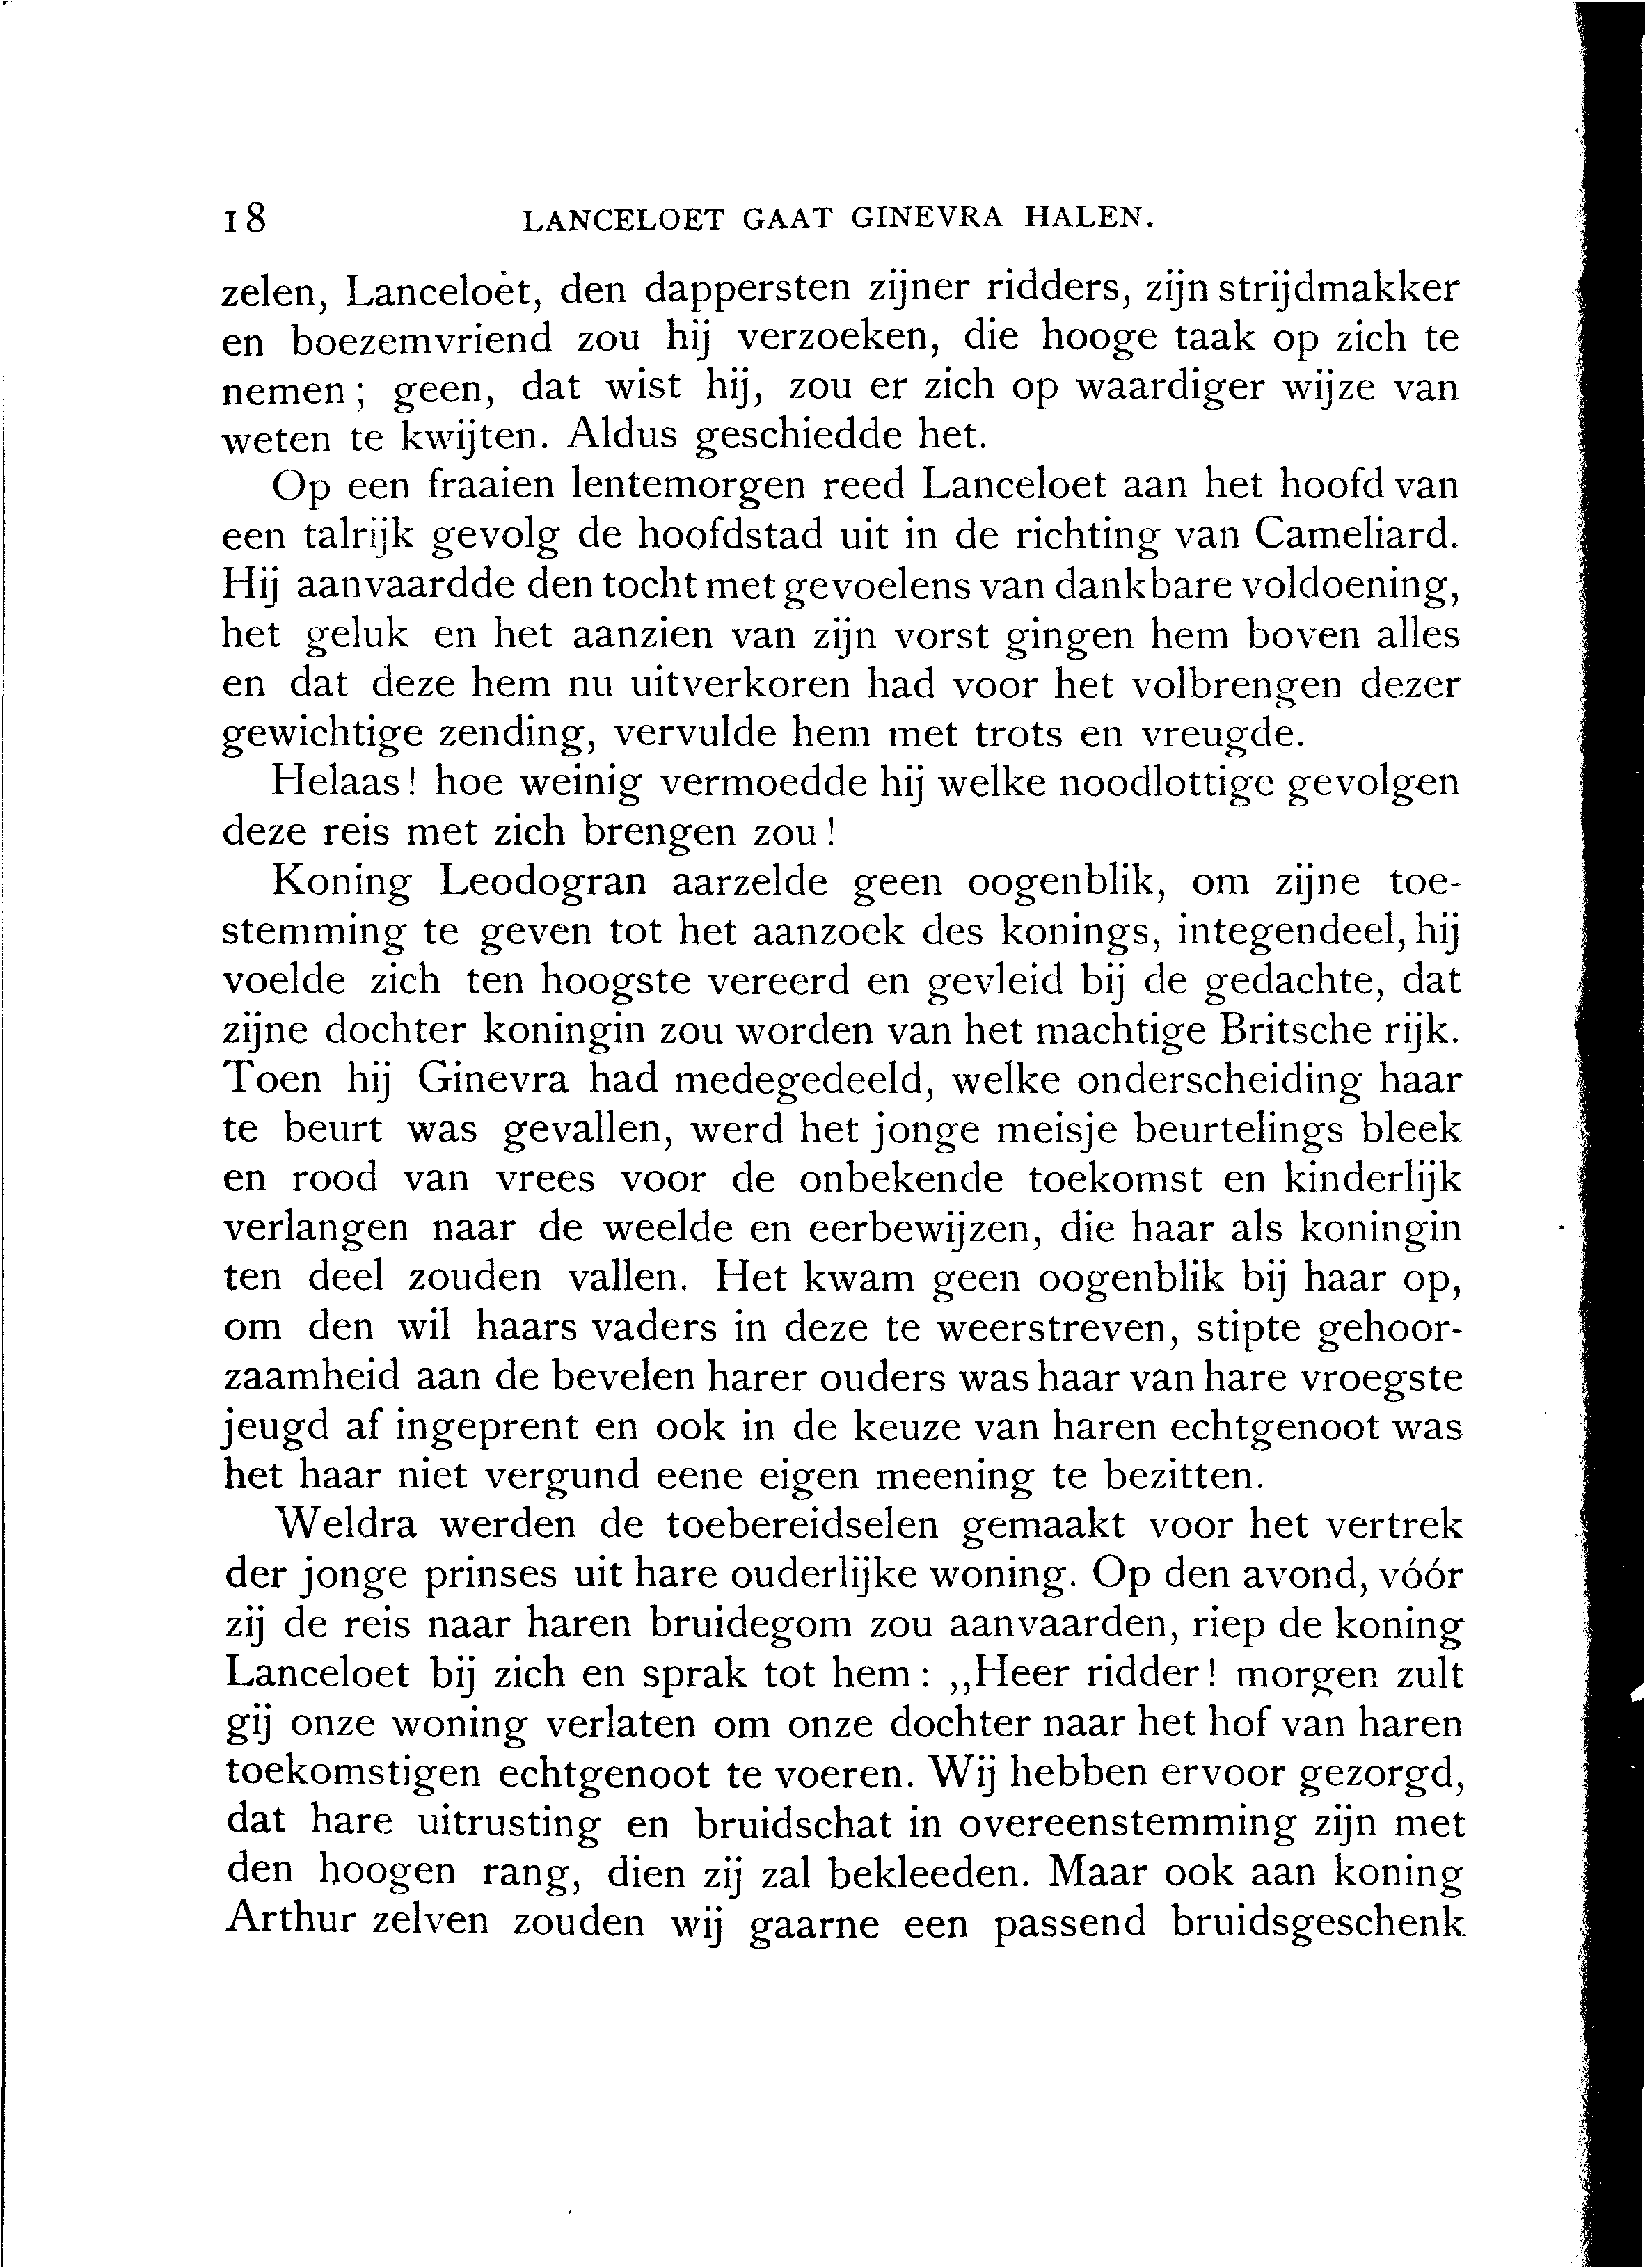 18 LANCELOET GAAT GINEVRA HALEN.
zelen, Lanceloet, den dappersten zijner ridders, zijn strijdmakker
en boezemvriend zou hij verzoeken, die hooge taak op zich te
nemen; geen, dat wist hij, zou er zich op waardiger wijze van
weten te kwijten. Aldus geschiedde het.
Op een fraaien lentemorgen reed Lanceloet aan het hoofd van
een talrijk gevolg de hoofdstad uit in de richting van Cameliard.
Hij aanvaardde den tocht met gevoelens van dankbare voldoening,
het geluk en het aanzien van zijn vorst gingen hem boven alles
en dat deze hem nu uitverkoren had voor het volbrengen dezer
gewichtige zending, vervulde hem met trots en vreugde.
Helaas! hoe weinig vermoedde hij welke noodlottige gevolgen
deze reis met zich brengen zou!
Koning Leodogran aarzelde geen oogenblik, om zijne toe-
stemming te geven tot het aanzoek des konings, integendeel, hij
voelde zich ten hoogste vereerd en gevleid bij de gedachte, dat
zijne dochter koningin zou worden van het machtige Britsche rijk.
Toen hij Ginevra had medegedeeld, welke onderscheiding haar
te beurt was gevallen, werd het jonge meisje beurtelings bleek
en rood van vrees voor de onbekende toekomst en kinderlijk
verlangen naar de weelde en eerbewijzen, die haar als koningin
ten deel zouden vallen. Het kwam geen oogenblik bij haar op,
om den wil haars vaders in deze te weerstreven, stipte gehoor-
zaamheid aan de bevelen harer ouders was haar van hare vroegste
jeugd af ingeprent en ook in de keuze van haren echtgenoot was
het haar niet vergund eene eigen meening te bezitten.
Weldra werden de toebereidselen gemaakt voor het vertrek
der jonge prinses uit hare ouderlijke woning. Op den avond, vóór
zij de reis naar haren bruidegom zou aanvaarden, riep de koning
Lanceloet bij zich en sprak tot hem: „Heer ridder! morgen zult
gij onze woning verlaten om onze dochter naar het hof van haren
toekomstigen echtgenoot te voeren. Wij hebben ervoor gezorgd,
dat hare uitrusting en bruidschat in overeenstemming zijn met
den hoogen rang, dien zij zal bekleeden. Maar ook aan koning
Arthur zelven zouden wij gaarne een passend bruidsgeschenk